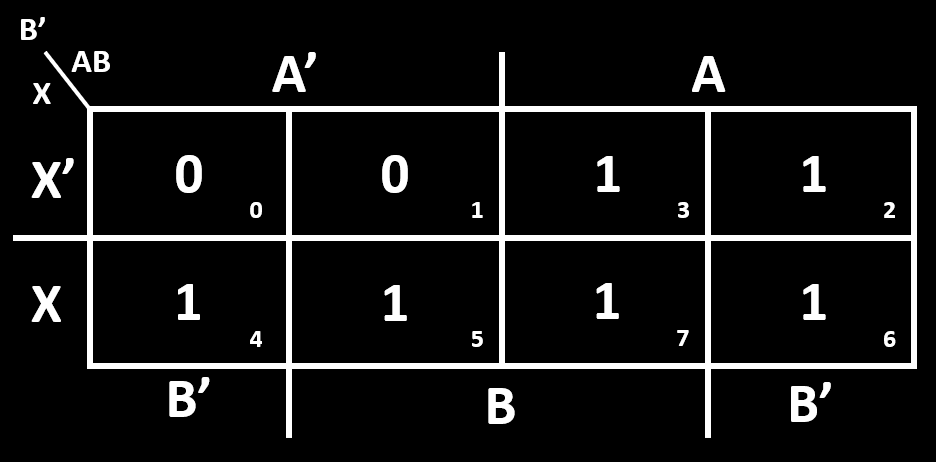 B’
AB
X
A’ A
X’ 0 0 0 1 1 3 1 2
X 1 4 1 5 1 7 1 6
B’ B B’